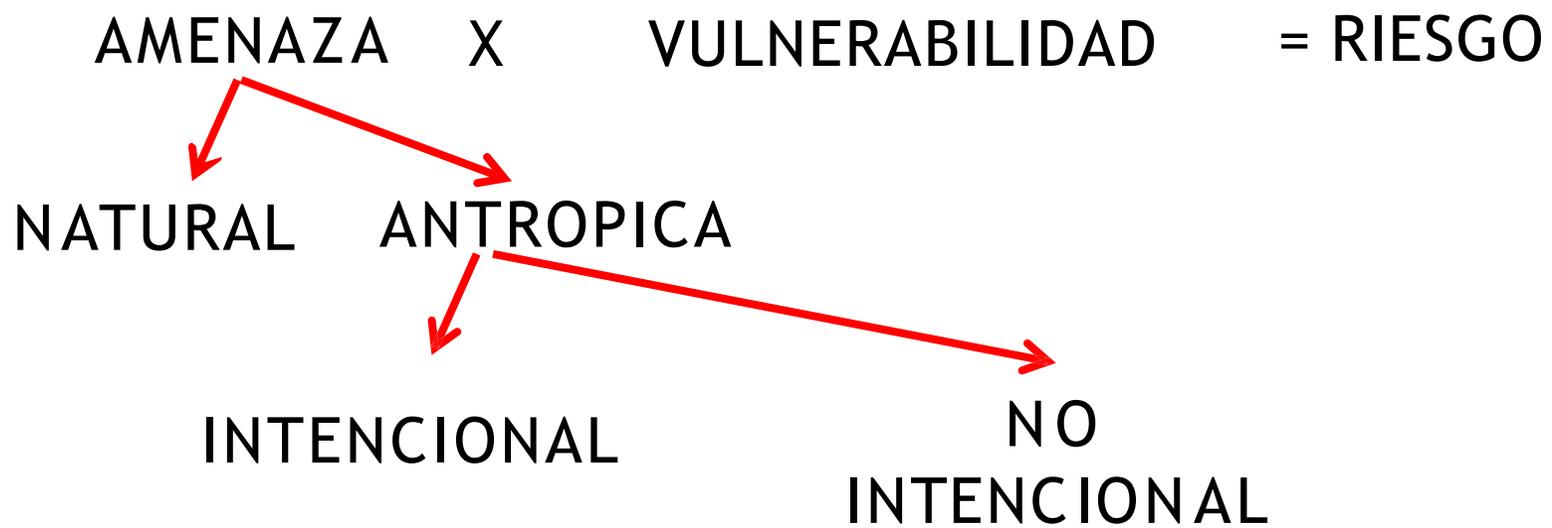 AMENAZA X VULNERABILIDAD = RIESGO
NATURAL ANTROPICA
INTENCIONAL
NO
INTENCIONAL